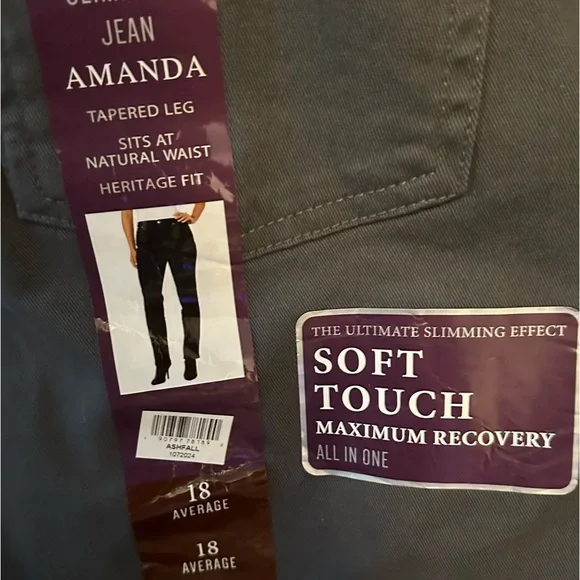 JEAN
AMANDA
TAPERED LEG
SITS AT
NATURAL WAIST
HERITAGE FIT
ASHFALL
1072024
18
AVERAGE
18
AVERAGE
THE ULTIMATE SLIMMING EFFECT
SOFT
TOUCH
MAXIMUM RECOVERY
ALL IN ONE